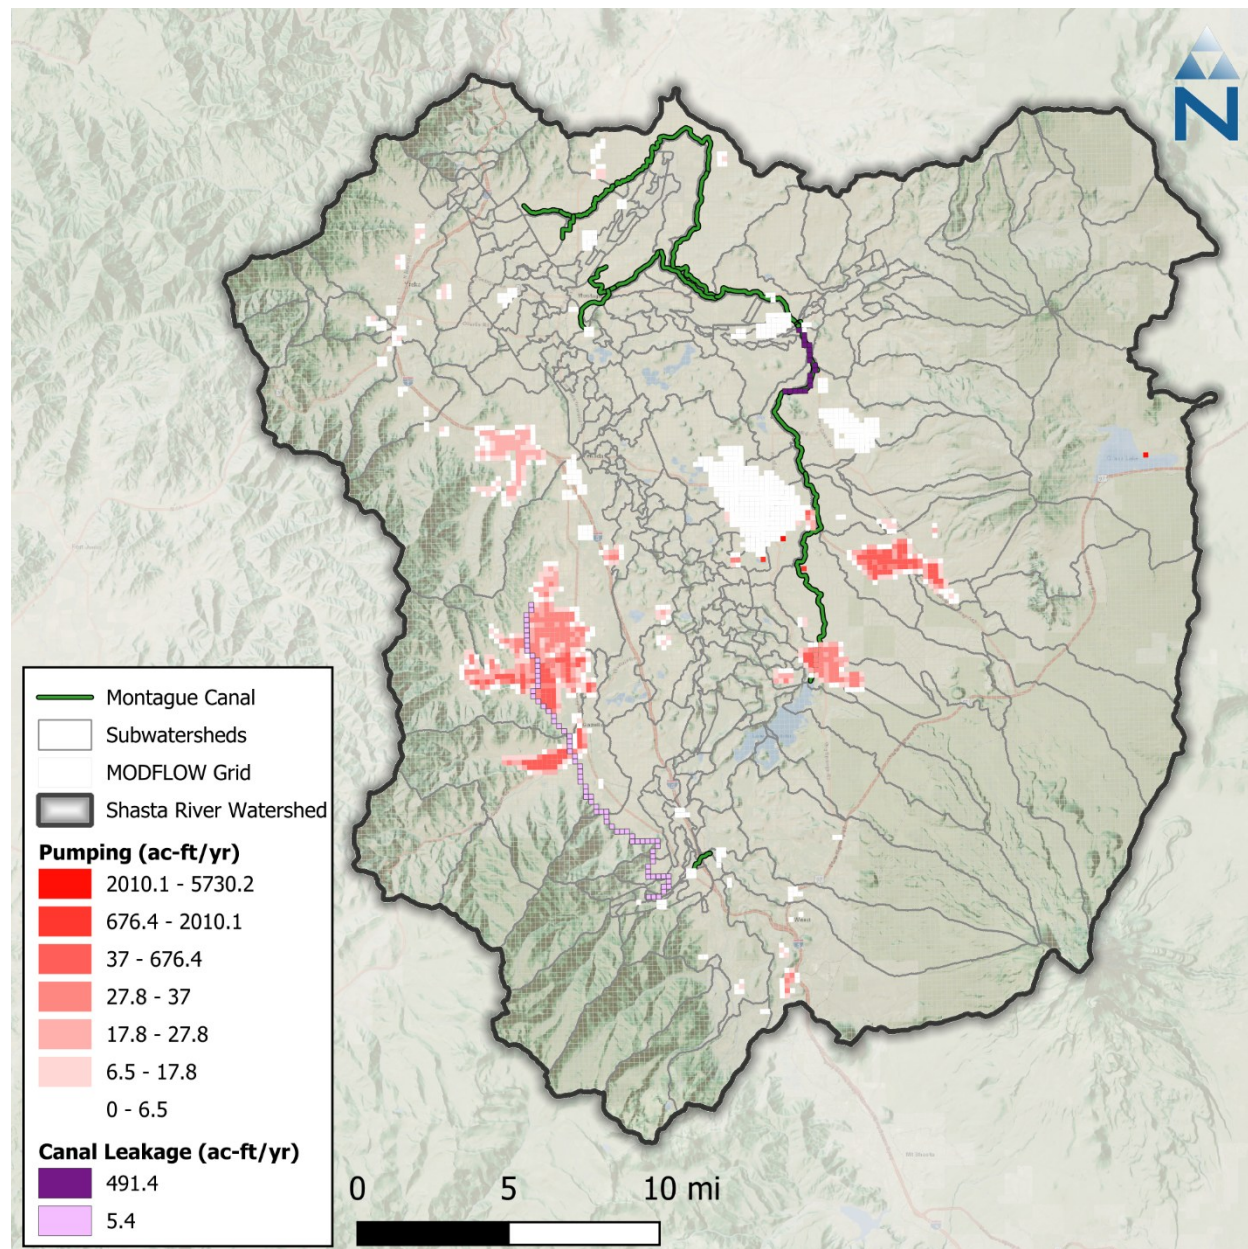 N
Montague Canal
Subwatersheds
MODFLOW Grid
Shasta River Watershed
Pumping (ac-ft/yr)
2010.1 - 5730.2
676.4 - 2010.1
37 - 676.4
27.8 - 37
17.8 - 27.8
6.5 - 17.8
0 - 6.5
Canal Leakage (ac-ft/yr)
491.4
5.4
0 5 10 mi